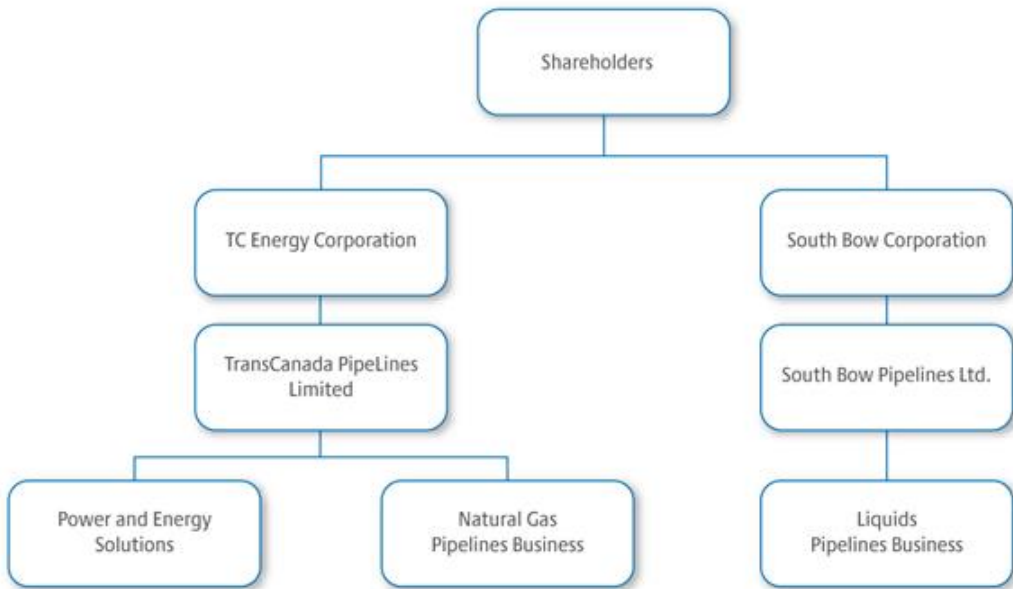 Shareholders
TC Energy Corporation
South Bow Corporation
TransCanada PipeLines
Limited
South Bow Pipelines Ltd.
Power and Energy
Solutions
Natural Gas
Pipelines Business
Liquids
Pipelines Business